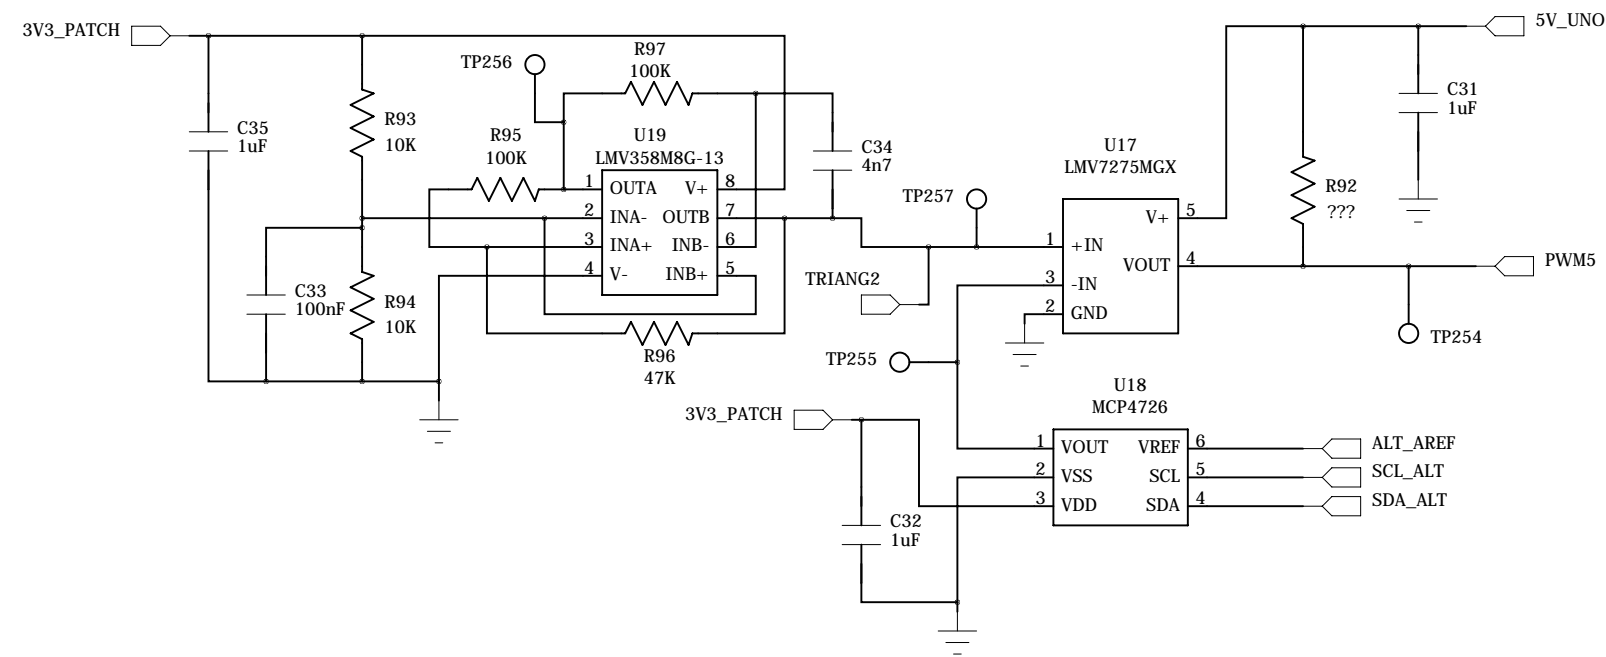 3V3_PATCH
5V_UNO
TP256
R97
100K
C31
1uF
R93
10K
C35
1uF
R95
100K
U19
LMV358M8G-13
C34
4n7
U17
LMV7275MGX
1 OUTA V+ 8
2 INA- OUTB 7
3 INA+ INB- 6
4 V- INB+ 5
TP257
R92
???
V+ 5
1 +IN
VOUT 4
3 -IN
2 GND
PWM5
TRIANG2
C33
100nF
R94
10K
TP254
R96
47K
TP255
U18
MCP4726
3V3_PATCH
1 VOUT VREF 6
2 VSS SCL 5
3 VDD SDA 4
ALT_AREF
SCL_ALT
SDA_ALT
C32
1uF